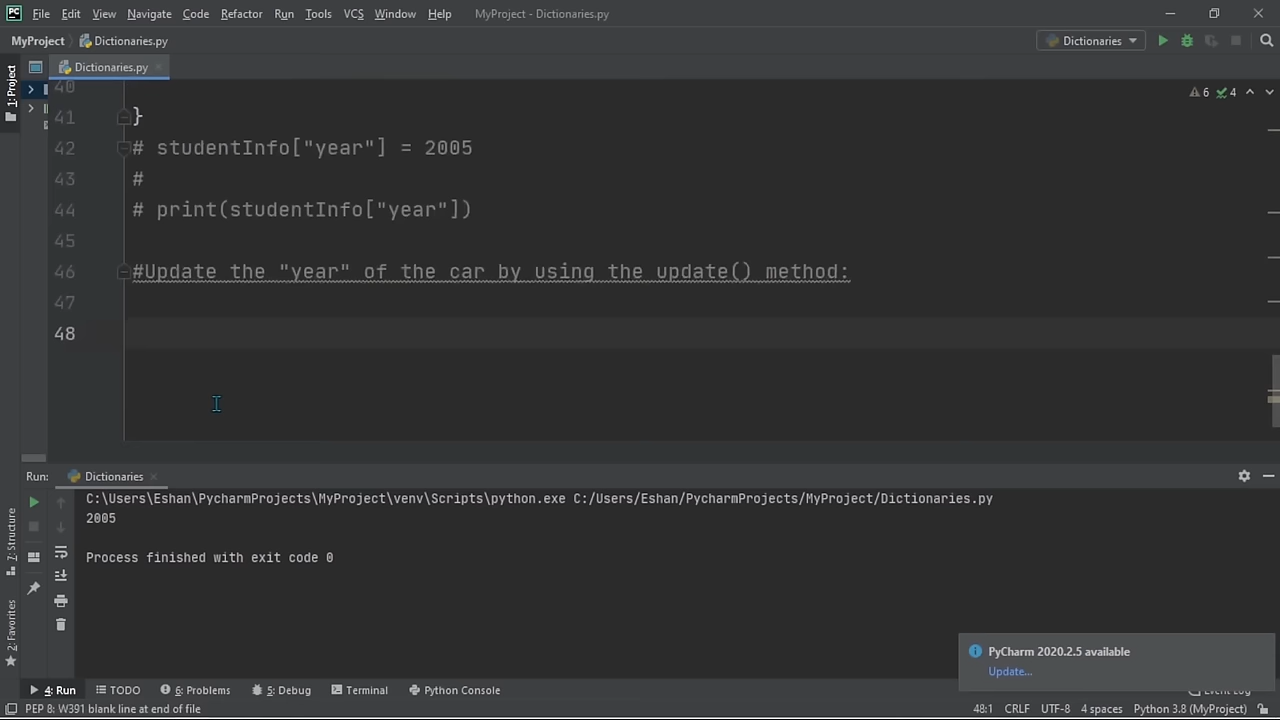 File Edit View Navigate Code Refactor Run Tools VCS Window Help MyProject - Dictionaries.py
MyProject Dictionaries.py Dictionaries
1: Project
Dictionaries.py
6 4
40
41 }
42 # studentInfo["year"] = 2005
43 #
44 # print(studentInfo["year"])
45
46 #Update the "year" of the car by using the update() method:
47
48
Run: Dictionaries
C:\Users\Eshan\PycharmProjects\MyProject\venv\Scripts\python.exe C:/Users/Eshan/PycharmProjects/MyProject/Dictionaries.py
2005
Process finished with exit code 0
Z: Structure
2: Favorites
PyCharm 2020.2.5 available
Update...
4: Run TODO 6: Problems 5: Debug Terminal Python Console Event Log
PEP 8: W391 blank line at end of file 48:1 CRLF UTF-8 4 spaces Python 3.8 (MyProject)